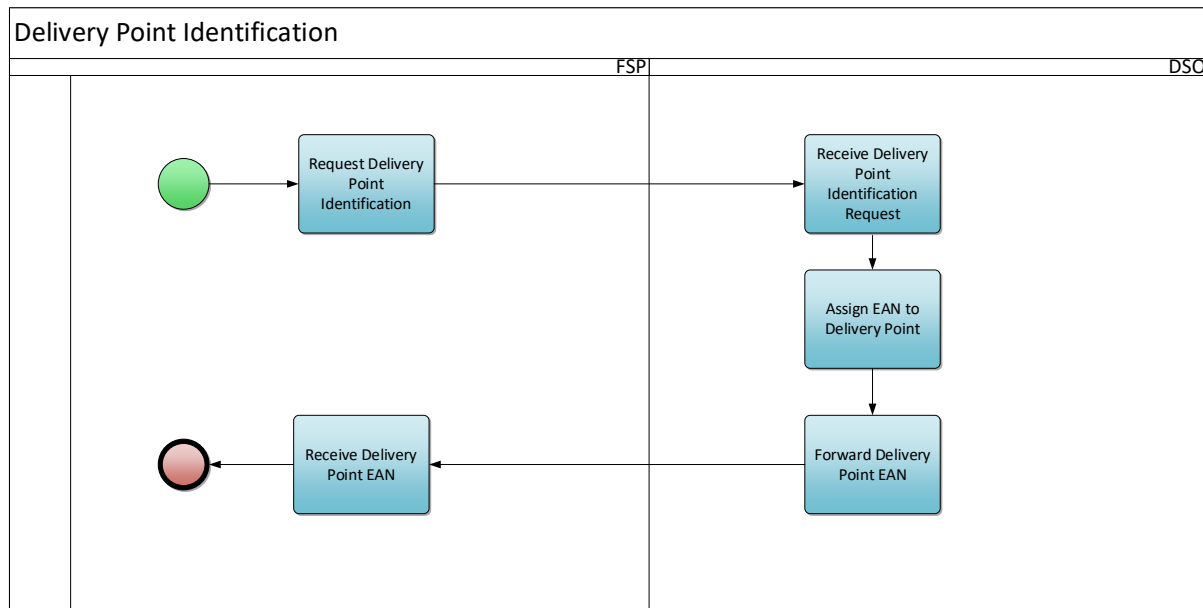 Delivery Point Identification
FSP
DSO
Request Delivery
Point
Identification
Receive Delivery
Point
Identification
Request
Assign EAN to
Delivery Point
Receive Delivery
Point EAN
Forward Delivery
Point EAN